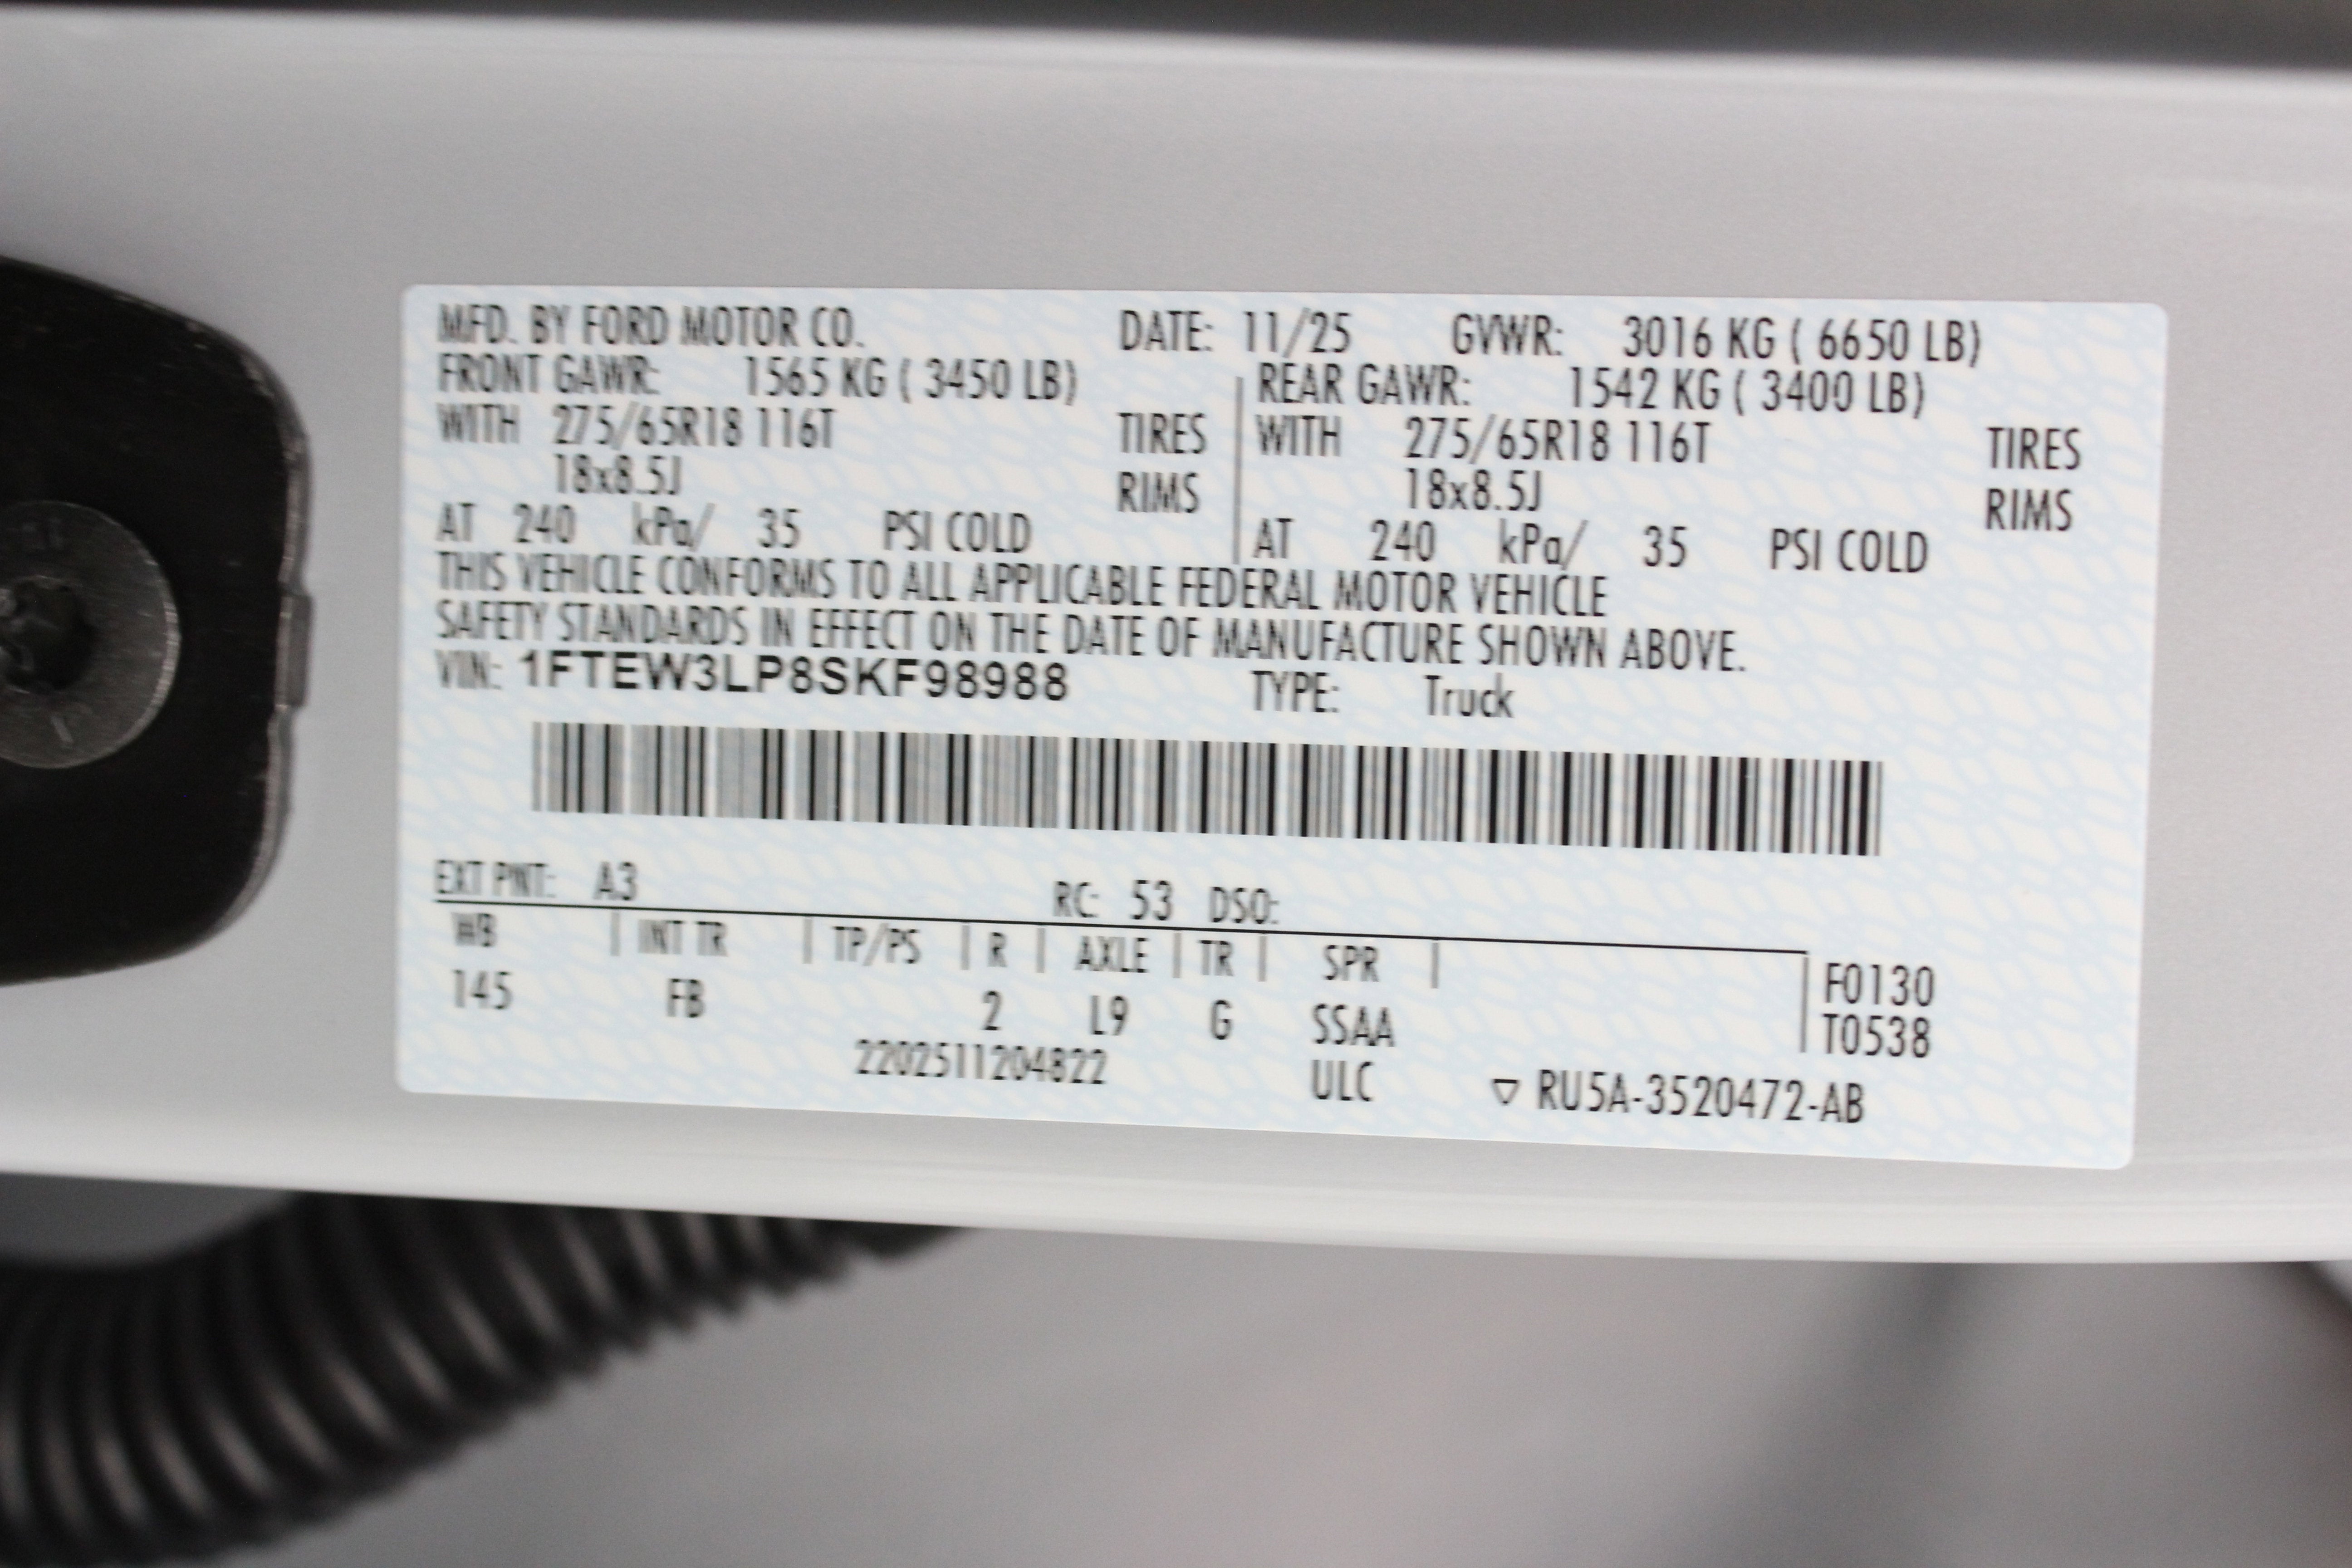 MFD. BY FORD MOTOR CO. DATE: 11/25 GVWR: 3016 KG ( 6650 LB)
FRONT GAWR: 1565 KG ( 3450 LB) REAR GAWR: 1542 KG ( 3400 LB)
WITH 275/65R18 116T TIRES WITH 275/65R18 116T TIRES
18x8.5J RIMS 18x8.5J RIMS
AT 240 kPa/ 35 PSI COLD AT 240 kPa/ 35 PSI COLD
THIS VEHICLE CONFORMS TO ALL APPLICABLE FEDERAL MOTOR VEHICLE
SAFETY STANDARDS IN EFFECT ON THE DATE OF MANUFACTURE SHOWN ABOVE.
VIN: 1FTEW3LP8SKF98988 TYPE: Truck
EXT PNT: A3 RC: 53 DSO:
WB | INT TR | TP/PS | R | AXLE | TR | SPR | F0130
145 FB 2 L9 G SSAA T0538
2202511204822 ULC ▽ RU5A-3520472-AB